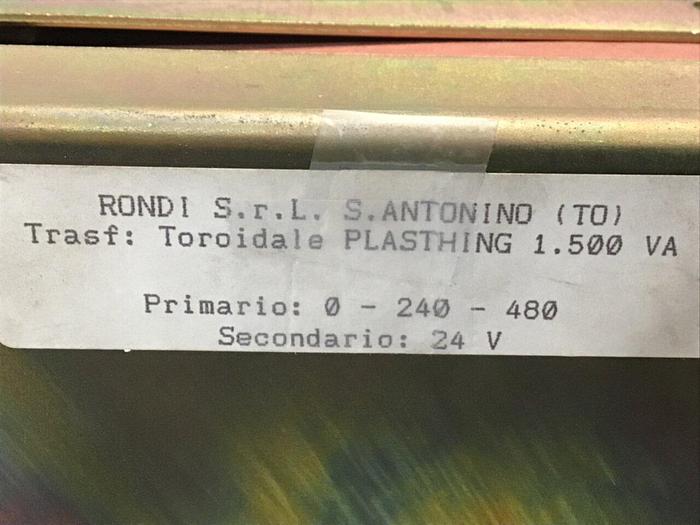 RONDI S.r.L. S.ANTONINO (TO)
Trasf: Toroidale PLASTHING 1.500 VA
Primario: 0 - 240 - 480
Secondario: 24 V